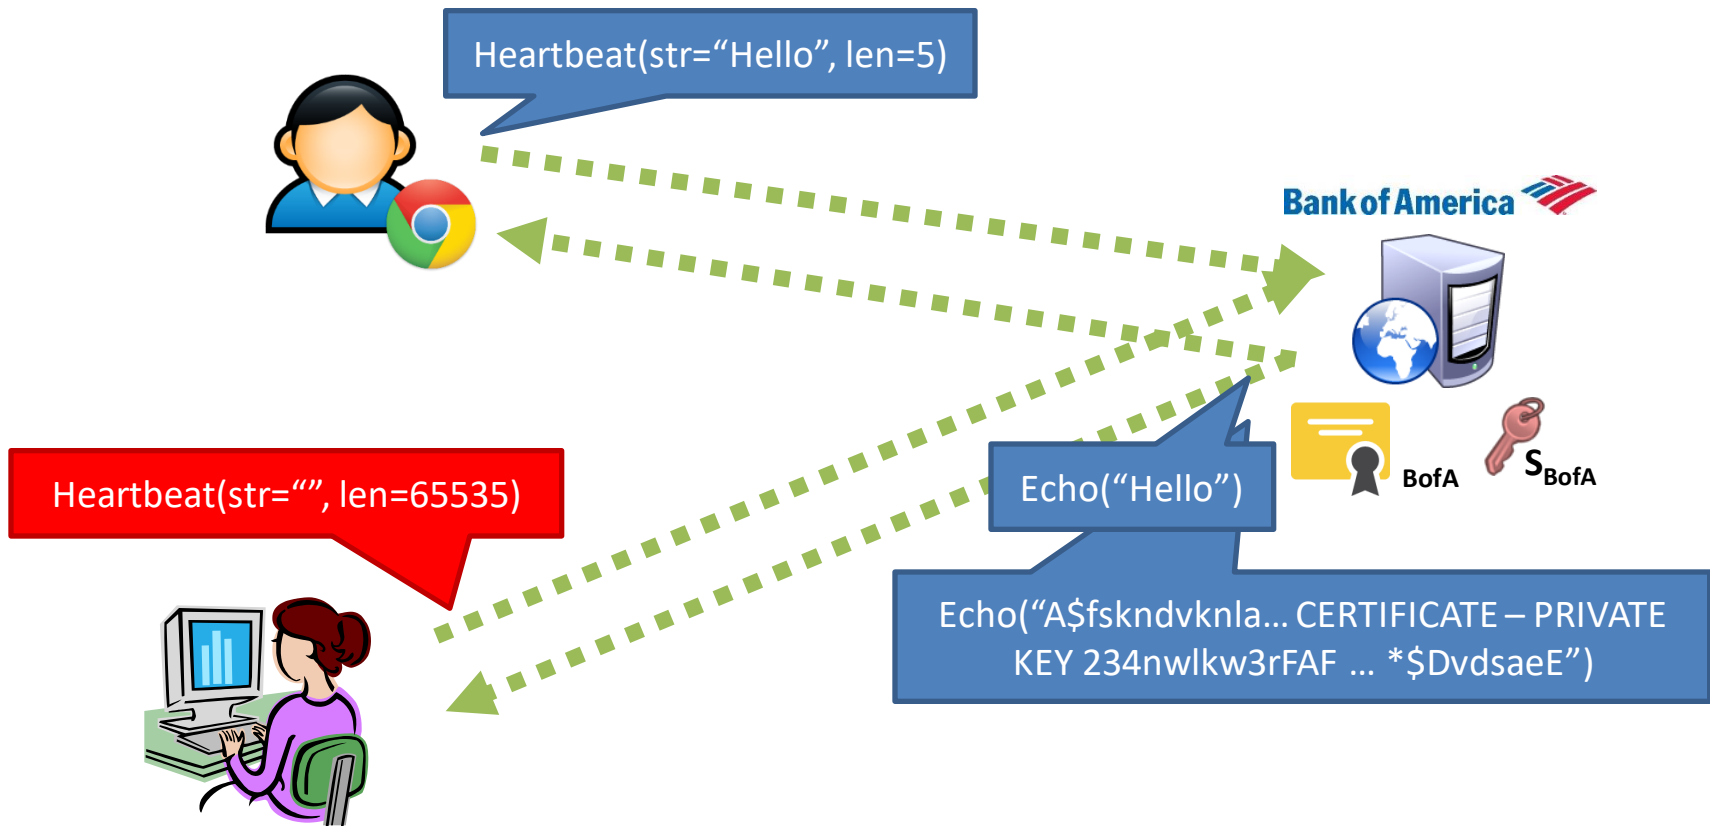 Heartbeat(str=“Hello”, len=5)
Bank of America
BofA
S BofA
Heartbeat(str=“”, len=65535)
Echo(“Hello”)
Echo(“A$fskndvknla… CERTIFICATE – PRIVATE
KEY 234nwlkw3rFAF … *$DvdsaeE”)